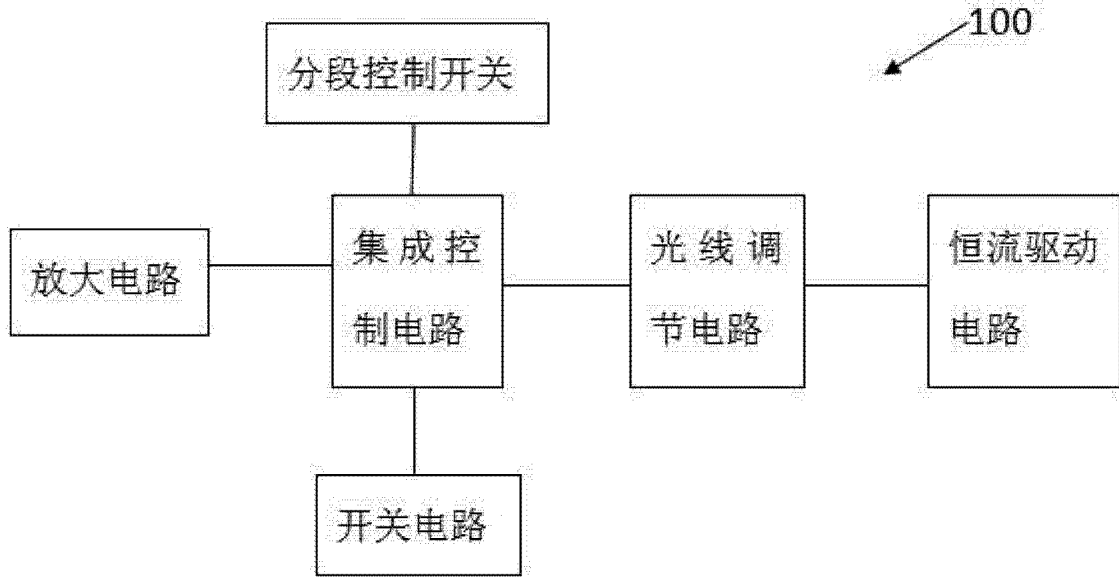 100
分段控制开关
放大电路
集成控
制电路
光线调
节电路
恒流驱动
电路
开关电路